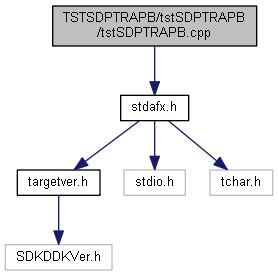 TSTSDPTRAPB/tstSDPTRAPB
/tstSDPTRAPB.cpp
stdafx.h
targetver.h
stdio.h
tchar.h
SDKDDKVer.h